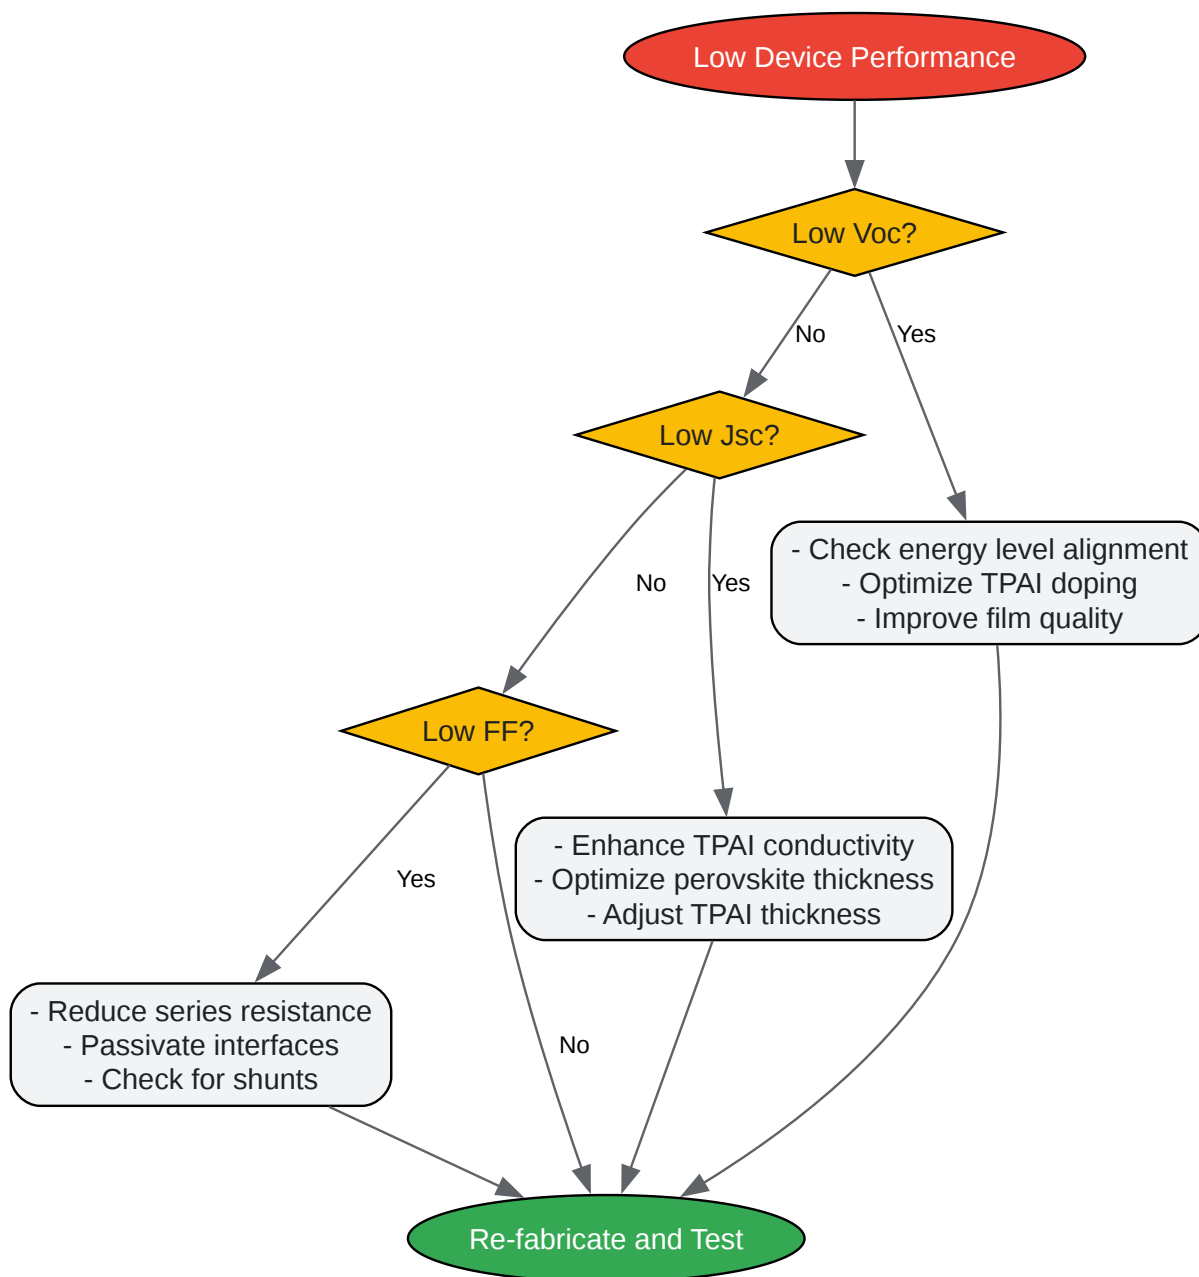 Low Device Performance
Low Voc?
No
Yes
Low Jsc?
- Check energy level alignment
- Optimize TPAI doping
- Improve film quality
No
Yes
Low FF?
- Enhance TPAI conductivity
- Optimize perovskite thickness
- Adjust TPAI thickness
Yes
- Reduce series resistance
- Passivate interfaces
- Check for shunts
No
Re-fabricate and Test